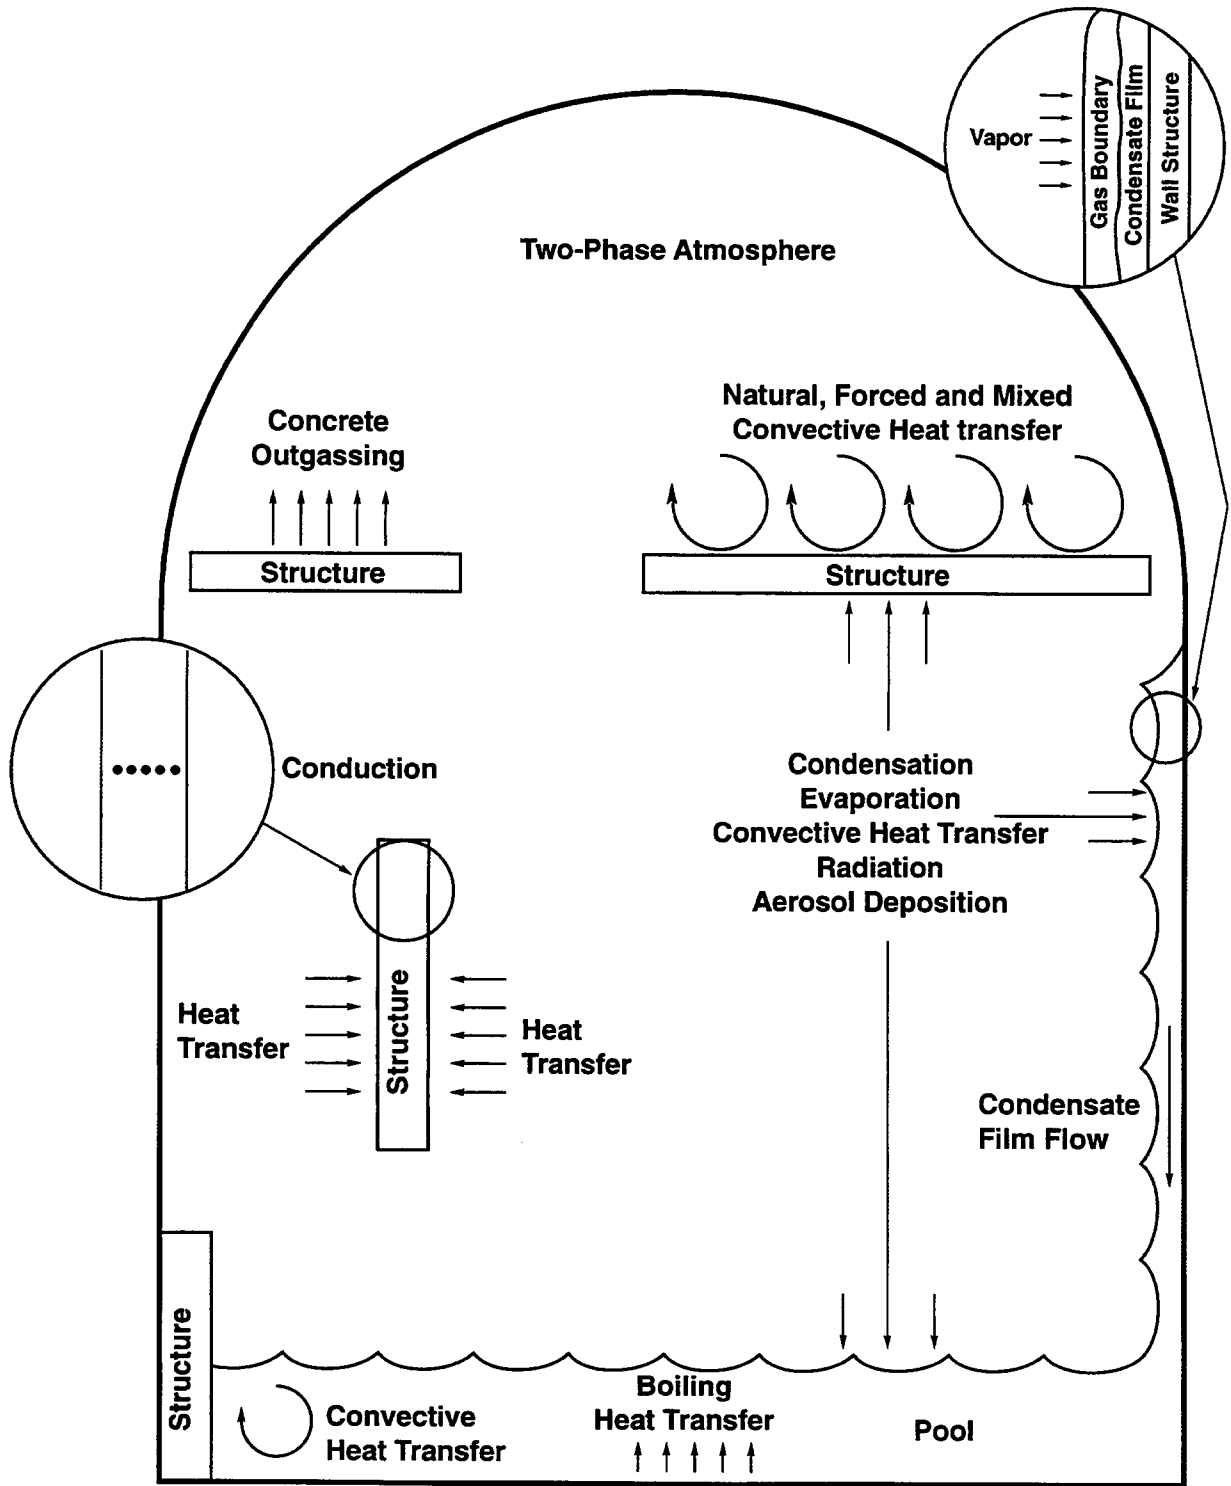 Vapor
Gas Boundary
Condensate Film
Wall Structure
Two-Phase Atmosphere
Natural, Forced and Mixed
Convective Heat transfer
Concrete
Outgassing
Structure
Structure
Conduction
Condensation
Evaporation
Convective Heat Transfer
Radiation
Aerosol Deposition
Heat
Transfer
Structure
Heat
Transfer
Condensate
Film Flow
Structure
Convective
Heat Transfer
Boiling
Heat Transfer
Pool